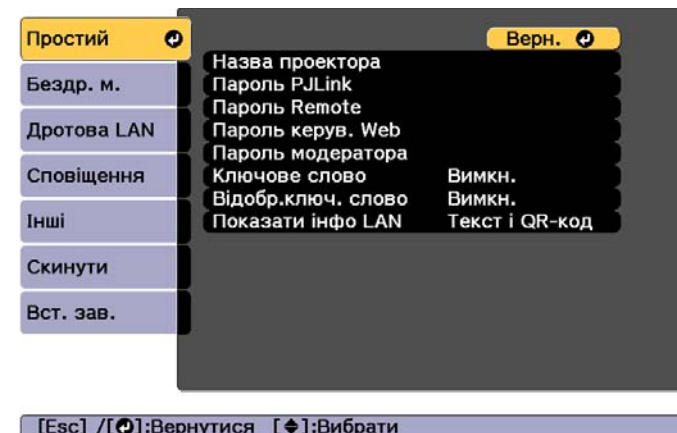 Простий
Верн.
Назва проектора
Бездр. м.
Пароль PJLink
Пароль Remote
Дротова LAN
Пароль керув. Web
Пароль модератора
Сповіщення
Ключове слово Вимкн.
Відобр.ключ. слово Вимкн.
Інші
Показати інфо LAN Текст і QR-код
Скинути
Вст. зав.
[Esc] /[ ]:Вернутися [ ]:Вибрати